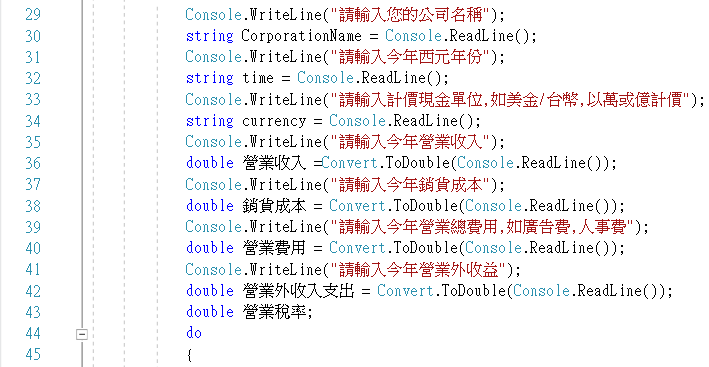 29 Console.WriteLine("請輸入您的公司名稱");
30 string CorporationName = Console.ReadLine();
31 Console.WriteLine("請輸入今年西元年份");
32 string time = Console.ReadLine();
33 Console.WriteLine("請輸入計價現金單位,如美金/台幣,以萬或億計價");
34 string currency = Console.ReadLine();
35 Console.WriteLine("請輸入今年營業收入");
36 double 營業收入 =Convert.ToDouble(Console.ReadLine());
37 Console.WriteLine("請輸入今年銷貨成本");
38 double 銷貨成本 = Convert.ToDouble(Console.ReadLine());
39 Console.WriteLine("請輸入今年營業總費用,如廣告費,人事費");
40 double 營業費用 = Convert.ToDouble(Console.ReadLine());
41 Console.WriteLine("請輸入今年營業外收益");
42 double 營業外收入支出 = Convert.ToDouble(Console.ReadLine());
43 double 營業稅率;
44 do
45 {